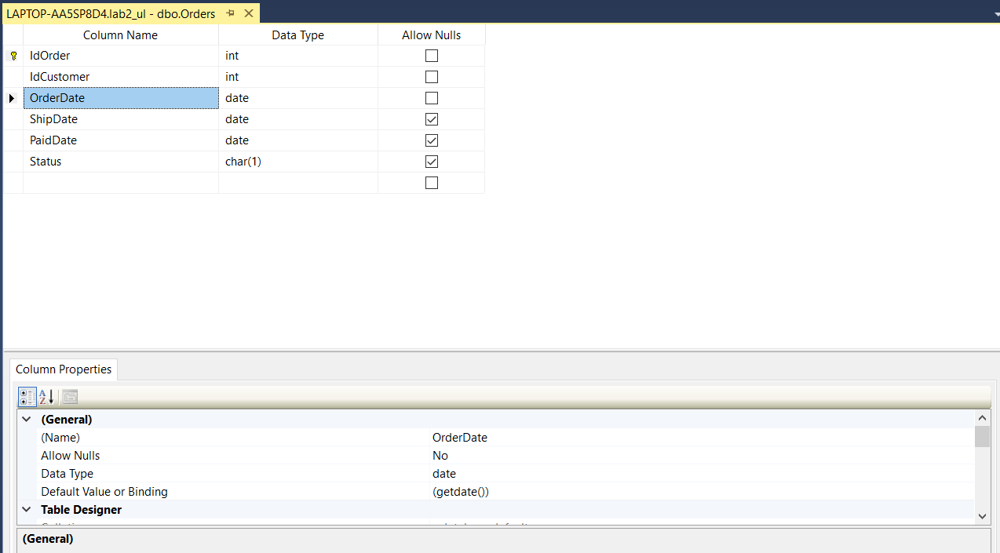 LAPTOP-AA5SP8D4.lab2_ul - dbo.Orders
Column Name Data Type Allow Nulls
IdOrder int
IdCustomer int
OrderDate date
ShipDate date
PaidDate date
Status char(1)
Column Properties
(General)
(Name) OrderDate
Allow Nulls No
Data Type date
Default Value or Binding (getdate())
Table Designer
(General)